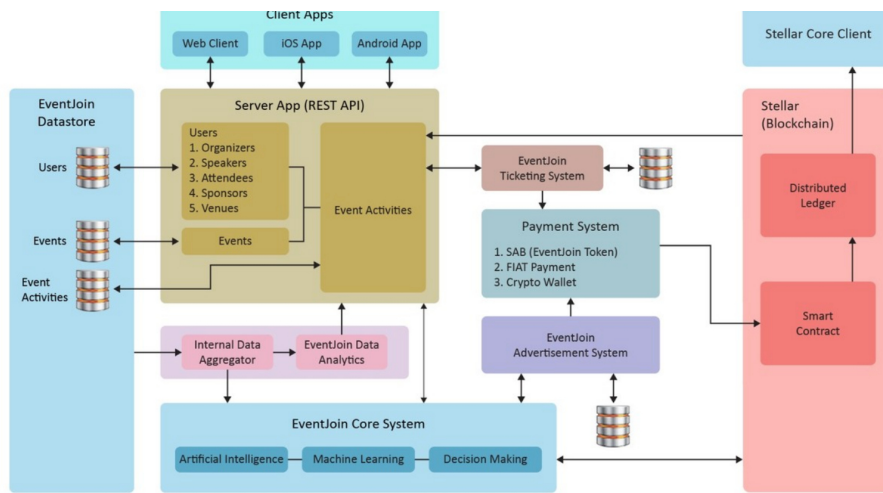 Client Apps
Web Client
iOS App
Android App
Stellar Core Client
EventJoin
Datastore
Users
Events
Event
Activities
Server App (REST API)
Users
1. Organizers
2. Speakers
3. Attendees
4. Sponsors
5. Venues
Events
Event Activities
EventJoin
Ticketing System
Payment System
1. SAB (EventJoin Token)
2. FIAT Payment
3. Crypto Wallet
EventJoin
Advertisement System
Stellar
(Blockchain)
Distributed
Ledger
Smart
Contract
Internal Data
Aggregator
EventJoin Data
Analytics
EventJoin Core System
Artificial Intelligence
Machine Learning
Decision Making